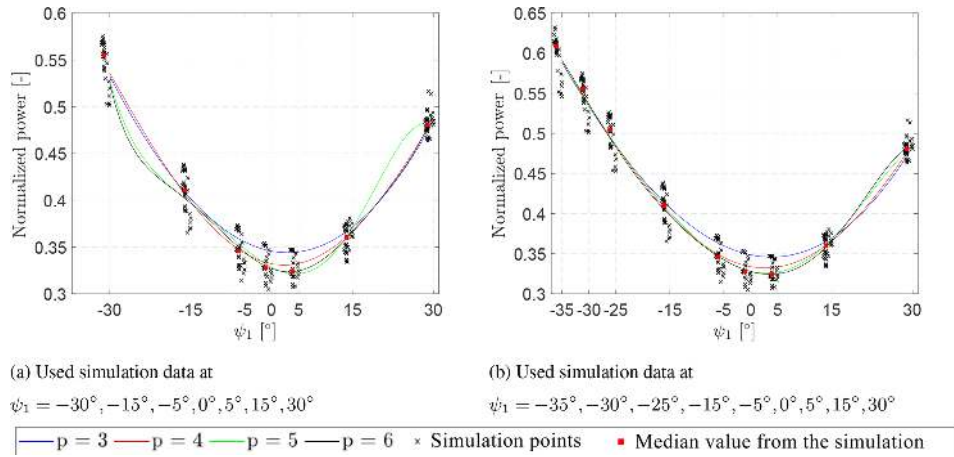 0.6
0.55
0.5
0.45
0.4
0.35
0.3
Normalized power [-]
-30 -15 -5 0 5 15 30
ψ₁ [°]
0.65
0.6
0.55
0.5
0.45
0.4
0.35
0.3
Normalized power [-]
-35 -30 -25 -15 -5 0 5 15 30
ψ₁ [°]
(a) Used simulation data at
ψ₁ = −30°, −15°, −5°, 0°, 5°, 15°, 30°
(b) Used simulation data at
ψ₁ = −35°, −30°, −25°, −15°, −5°, 0°, 5°, 15°, 30°
p = 3 p = 4 p = 5 p = 6 Simulation points Median value from the simulation